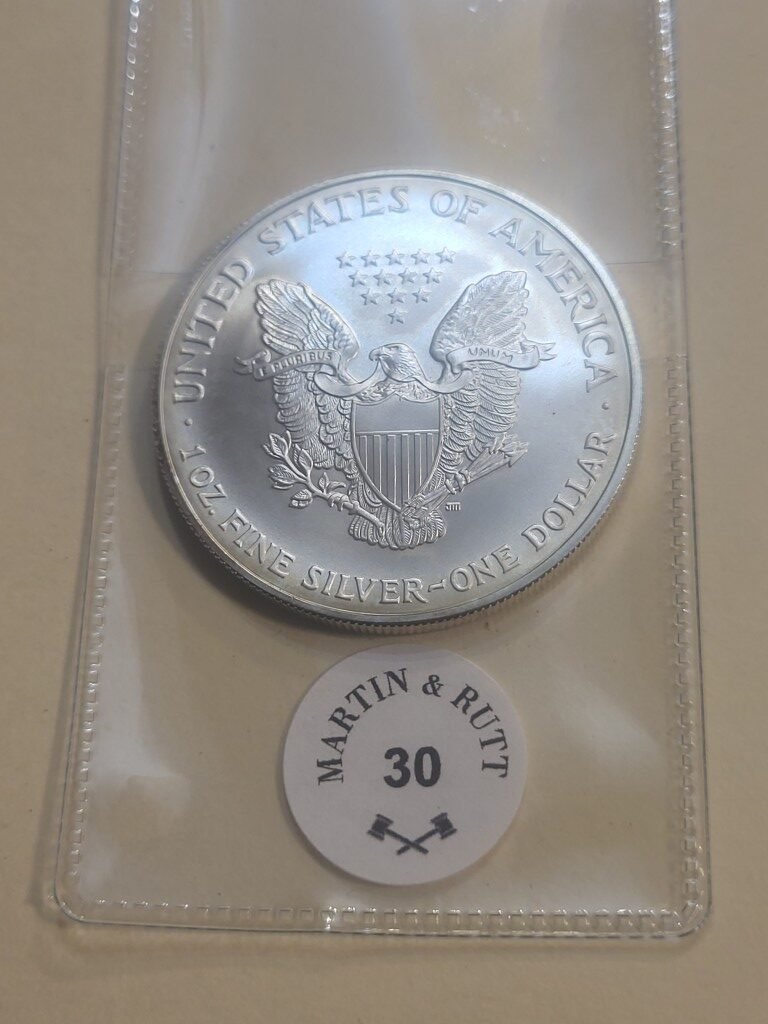 UNITED STATES OF AMERICA
E PLURIBUS UNUM
1 OZ. FINE SILVER~ONE DOLLAR
MARTIN & RUTT
30